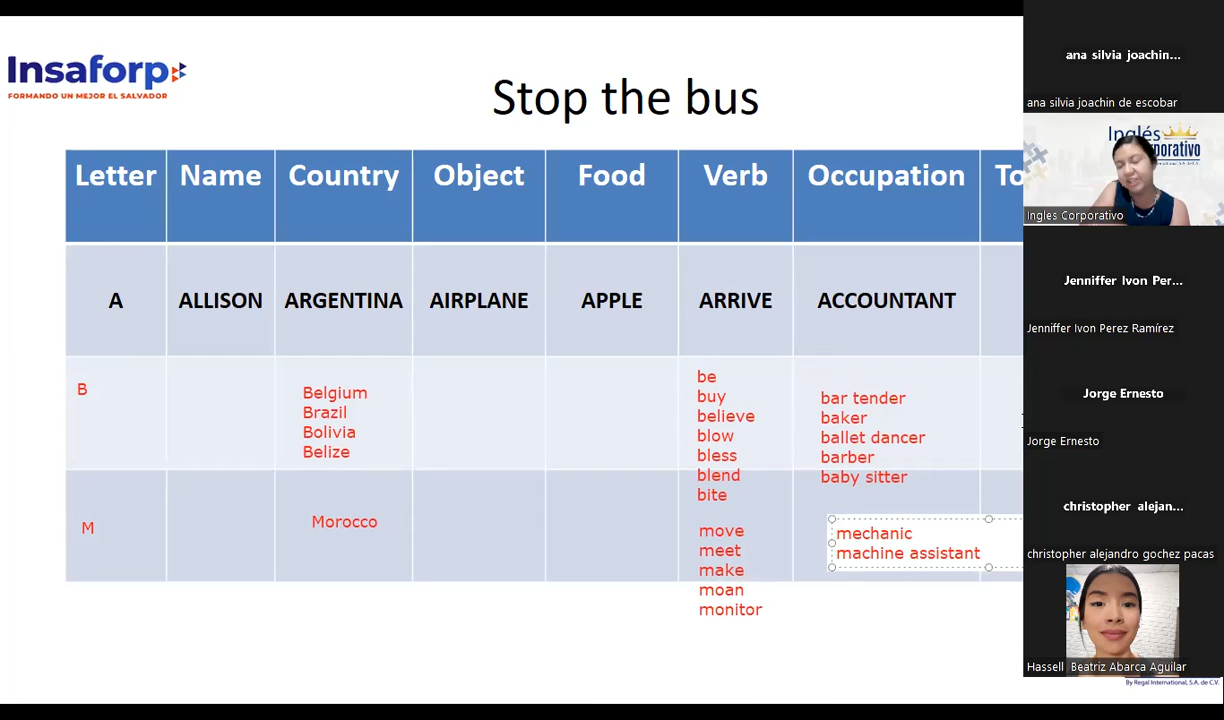 Insaforp
FORMANDO UN MEJOR EL SALVADOR
Stop the bus
Letter Name Country Object Food Verb Occupation To
A ALLISON ARGENTINA AIRPLANE APPLE ARRIVE ACCOUNTANT
B
Belgium
Brazil
Bolivia
Belize
be
buy
believe
blow
bless
blend
bite
bar tender
baker
ballet dancer
barber
baby sitter
M
Morocco
move
meet
make
moan
monitor
mechanic
machine assistant
ana silvia joachin...
ana silvia joachin de escobar
Inglés
Ingles Corporativo
Jenniffer Ivon Per...
Jenniffer Ivon Perez Ramírez
Jorge Ernesto
Jorge Ernesto
christopher alejan...
christopher alejandro gochez pacas
Hassell Beatriz Abarca Aguilar
By Regal International, S.A. de C.V.